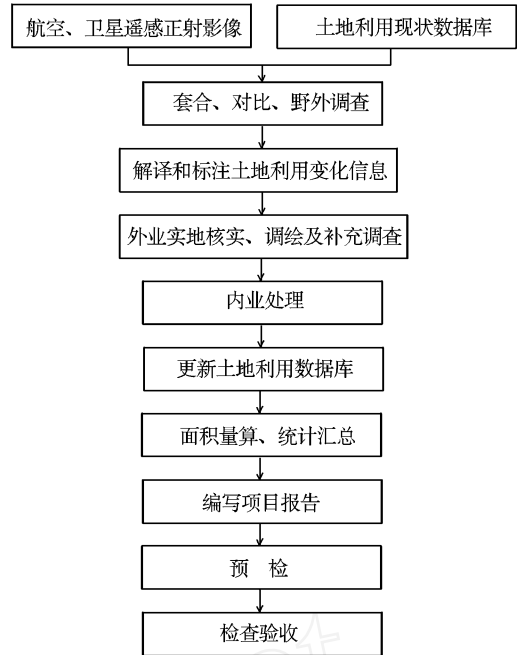 航空、卫星遥感正射影像
土地利用现状数据库
套合、对比、野外调查
解译和标注土地利用变化信息
外业实地核实、调绘及补充调查
内业处理
更新土地利用数据库
面积量算、统计汇总
编写项目报告
预 检
检查验收